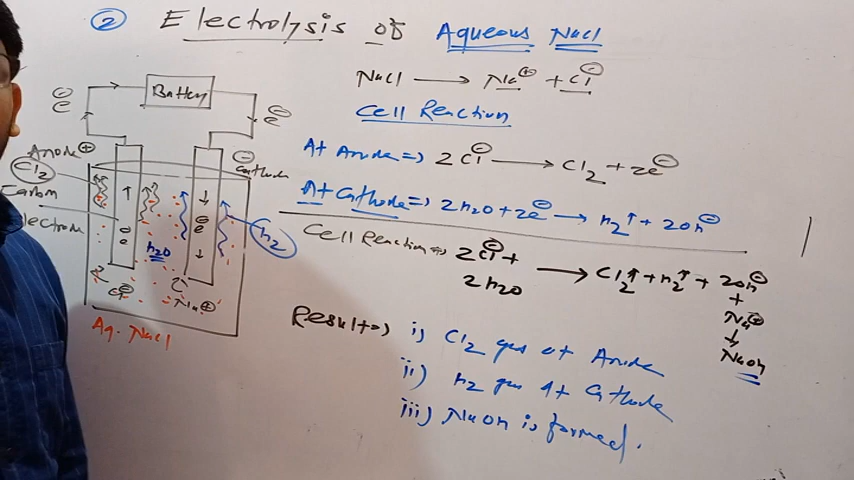 ② Electrolysis of Aqueous NaCl
NaCl ⟶ Na⊕ + Cl⊖
Cell Reaction
At Anode => 2Cl⊖ ⟶ Cl₂ + 2e⊖
At Cathode => 2H₂O + 2e⊖ ⟶ H₂↑ + 2OH⊖
Cell Reaction => 2Cl⊖ + 2H₂O ⟶ Cl₂↑ + H₂↑ + 2OH⊖
+
Na⊕
↓
NaOH
Result => i) Cl₂ gas at Anode
ii) H₂ gas At Cathode
iii) NaOH is formed.
Battery
e⊖
e⊖
Anode⊕
⊖
Cathode
Cl₂
Carbon
electrode
e⊖
e⊖
H₂O
H₂
Cl⊖
Na⊕
Aq. NaCl